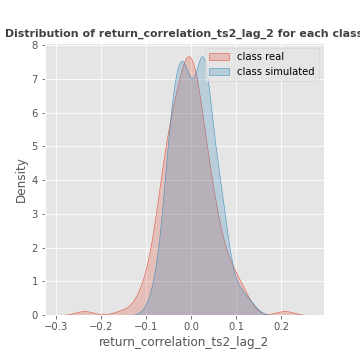 Distribution of return_correlation_ts2_lag_2 for each class
class real
class simulated
8
7
6
5
4
3
2
1
0
Density
−0.3 −0.2 −0.1 0.0 0.1 0.2
return_correlation_ts2_lag_2